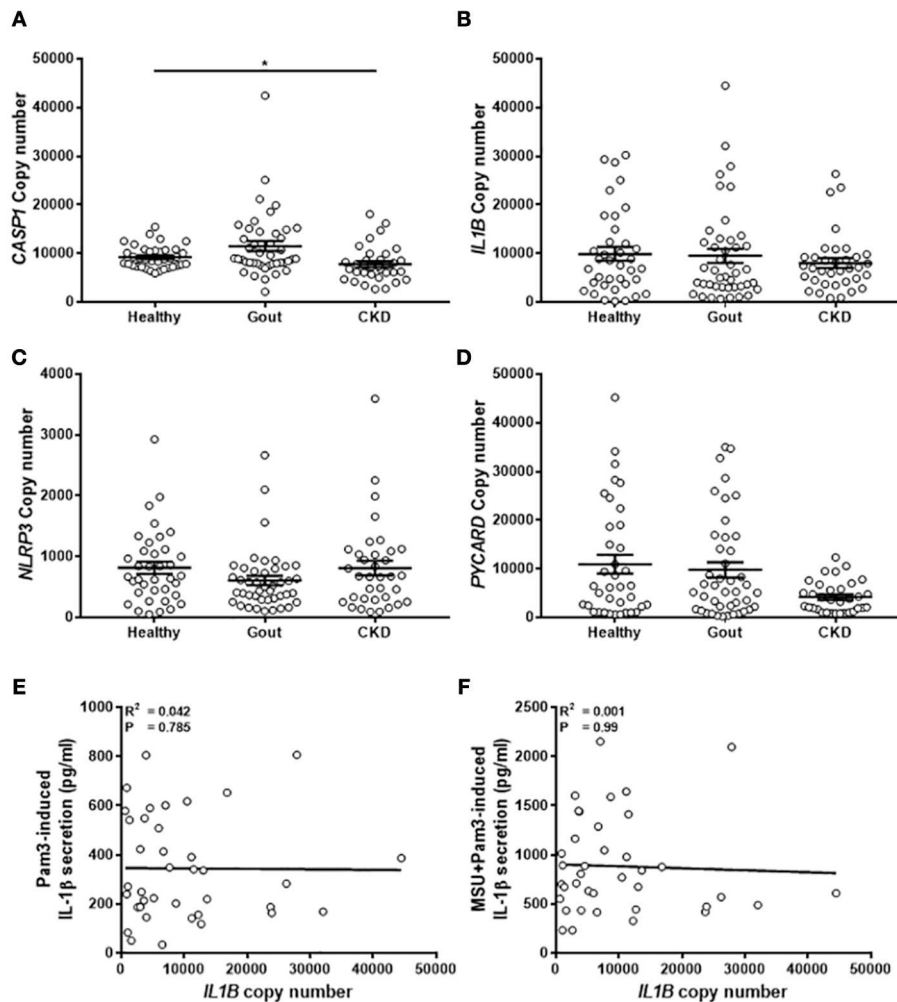 A
50000
40000
30000
20000
10000
0
CASP1 Copy number
*
Healthy Gout CKD
B
50000
40000
30000
20000
10000
0
IL1B Copy number
Healthy Gout CKD
C
4000
3000
2000
1000
0
NLRP3 Copy number
Healthy Gout CKD
D
50000
40000
30000
20000
10000
0
PYCARD Copy number
Healthy Gout CKD
E
1000
800
600
400
200
0
Pam3-induced
IL-1β secretion (pg/ml)
R² = 0.042
P = 0.785
0 10000 20000 30000 40000 50000
IL1B copy number
F
2500
2000
1500
1000
500
0
MSU+Pam3-induced
IL-1β secretion (pg/ml)
R² = 0.001
P = 0.99
0 10000 20000 30000 40000 50000
IL1B copy number